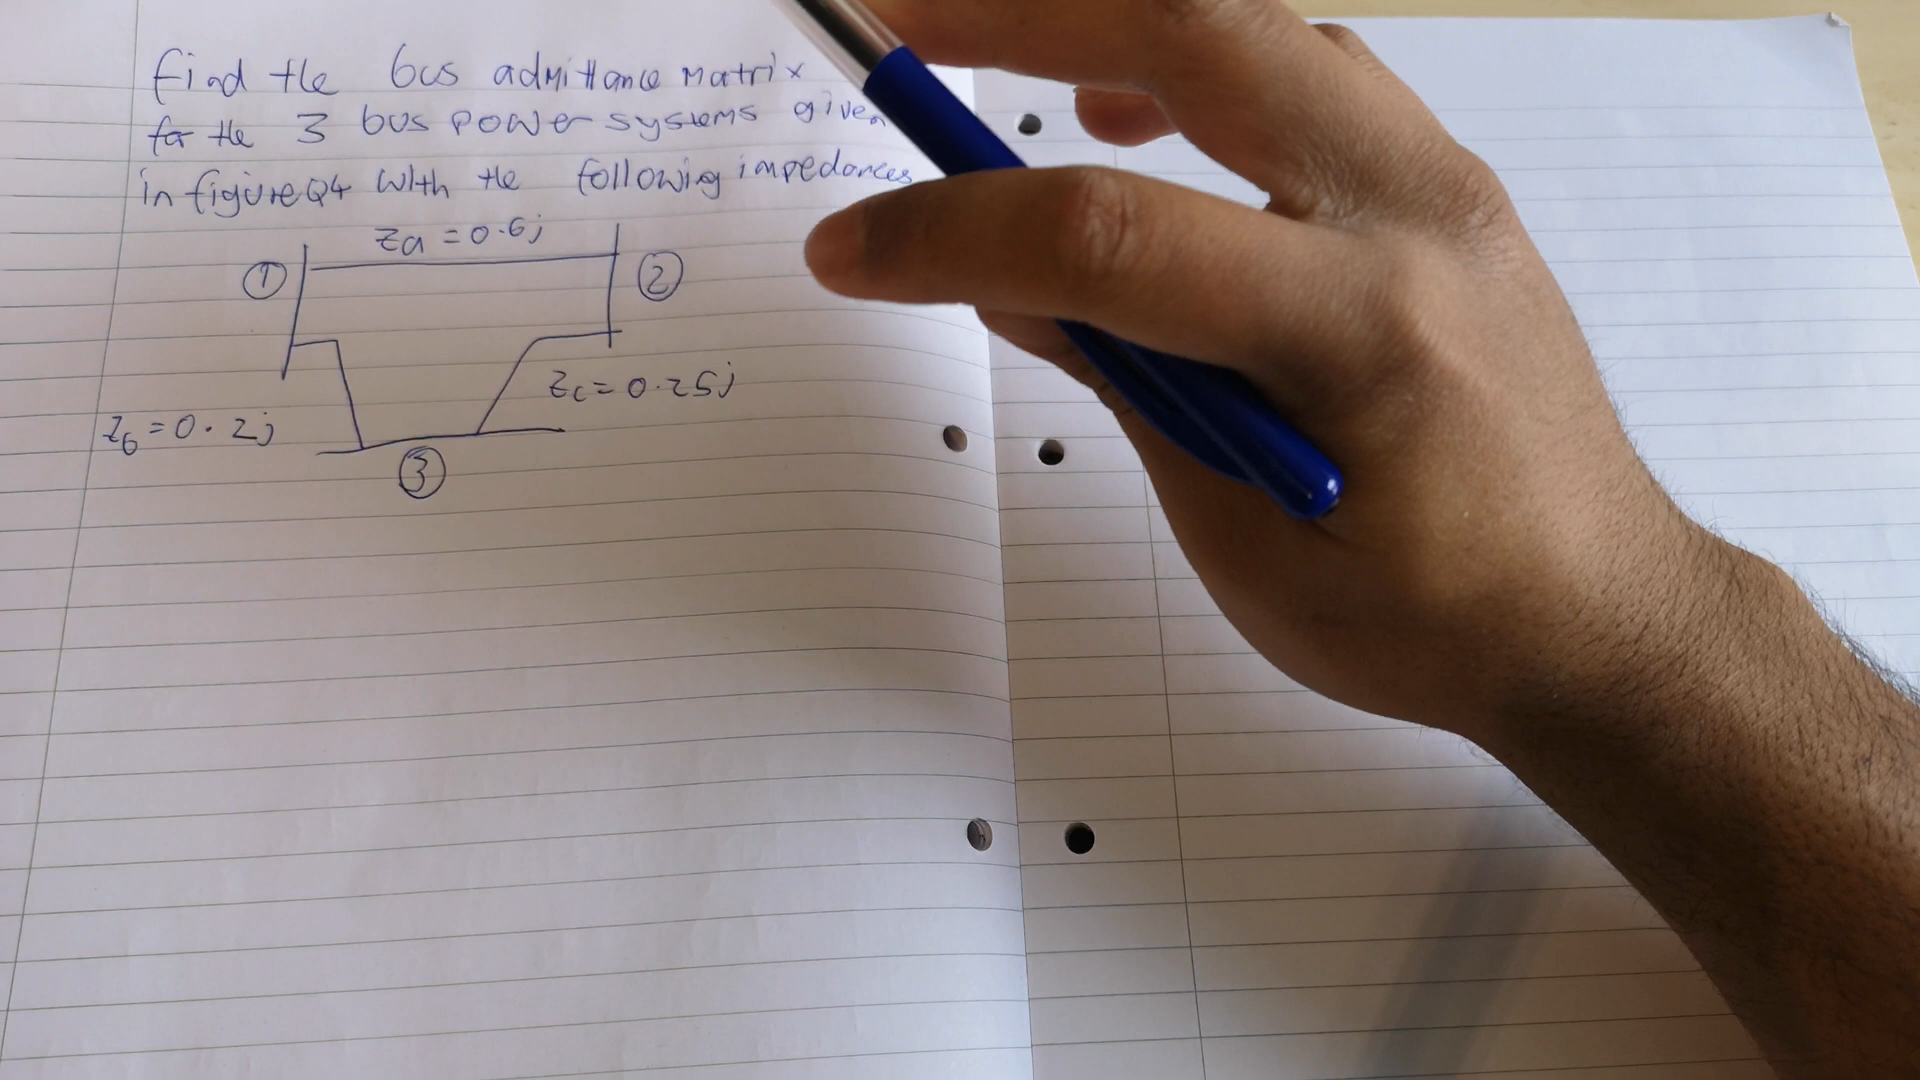 find the bus admittance matrix
for the 3 bus power systems given
in figure Q4 with the following impedances
Za = 0.6j
①
②
Zc = 0.25j
Zb = 0.2j
③